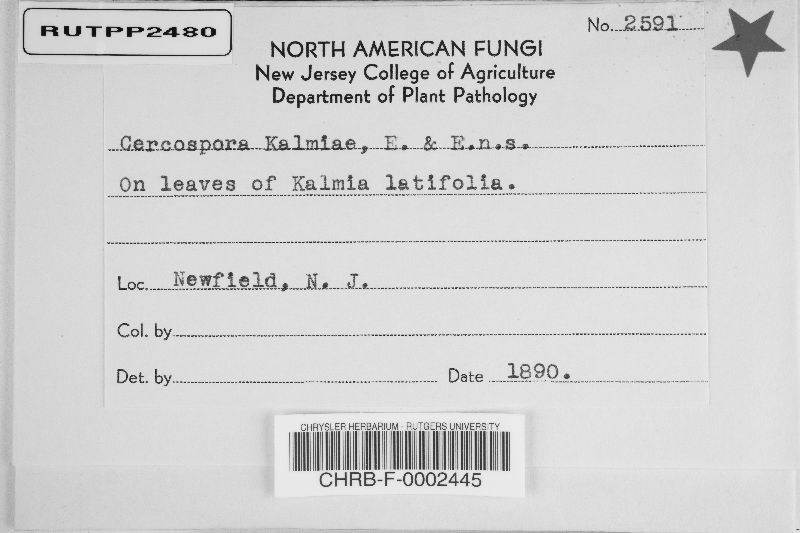 RUTPP2480
No. 2591
NORTH AMERICAN FUNGI
New Jersey College of Agriculture
Department of Plant Pathology
Cercospora Kalmiae, E. & E.n.s.
On leaves of Kalmia latifolia.
Loc. Newfield, N. J.
Col. by
Det. by Date 1890.
CHRYSLER HERBARIUM - RUTGERS UNIVERSITY
CHRB-F-0002445